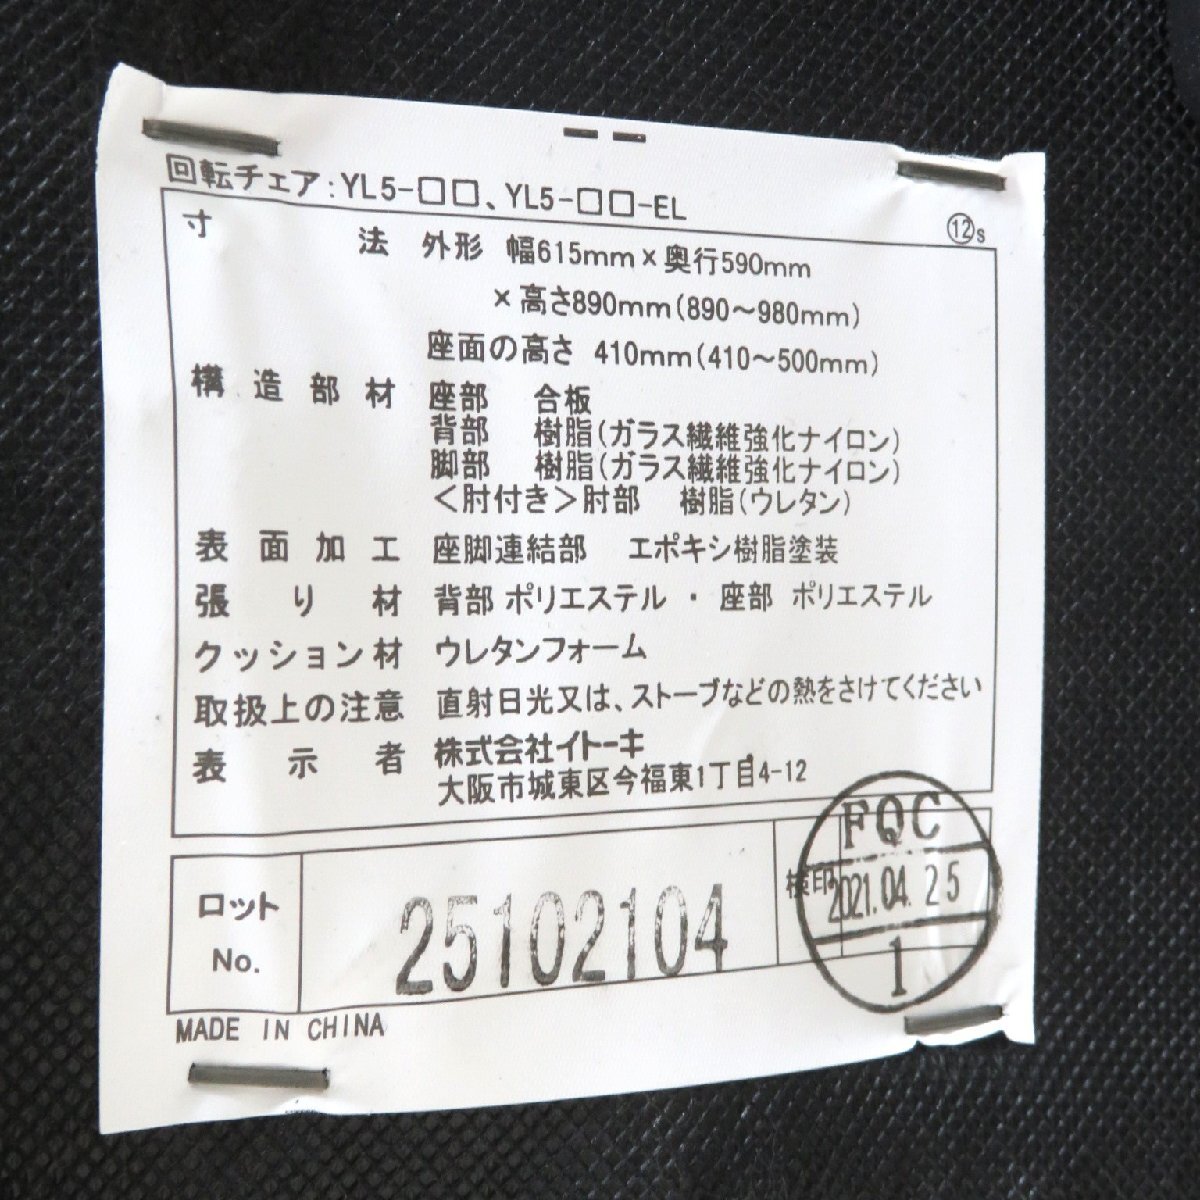 回転チェア:YL5-□□、YL5-□□-EL
⑫s
寸法 外形 幅615mm×奥行590mm
×高さ890mm(890~980mm)
座面の高さ 410mm(410~500mm)
構造部材 座部 合板
背部 樹脂(ガラス繊維強化ナイロン)
脚部 樹脂(ガラス繊維強化ナイロン)
<肘付き>肘部 樹脂(ウレタン)
表面加工 座脚連結部 エポキシ樹脂塗装
張り材 背部 ポリエステル・座部 ポリエステル
クッション材 ウレタンフォーム
取扱上の注意 直射日光又は、ストーブなどの熱をさけてください
表示者 株式会社イトーキ
大阪市城東区今福東1丁目4-12
ロット No. 25102104
検印 FQC
2021.04.25
1
MADE IN CHINA